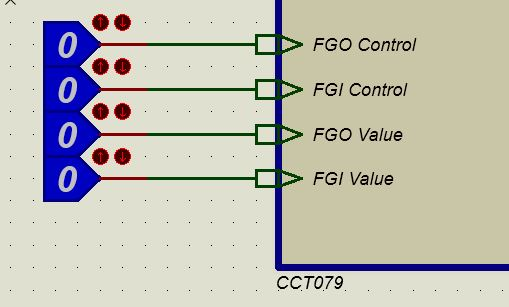 0 FGO Control
0 FGI Control
0 FGO Value
0 FGI Value
CCT079